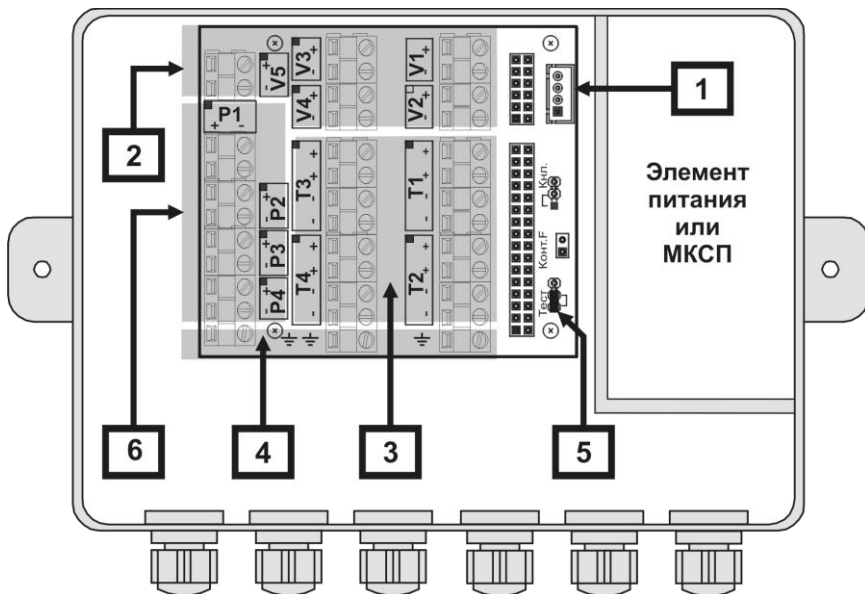 V5
+
-
V3
+
-
V1
+
-
V4
+
-
V2
+
-
P1
+ -
1
2
T3
+
+
-
-
T1
+
+
-
-
P2
+
-
P3
+
-
P4
+
-
T4
+
+
-
-
T2
+
+
-
-
Кнп.
Конт.F
Тест
Элемент
питания
или
МКСП
6
4
3
5